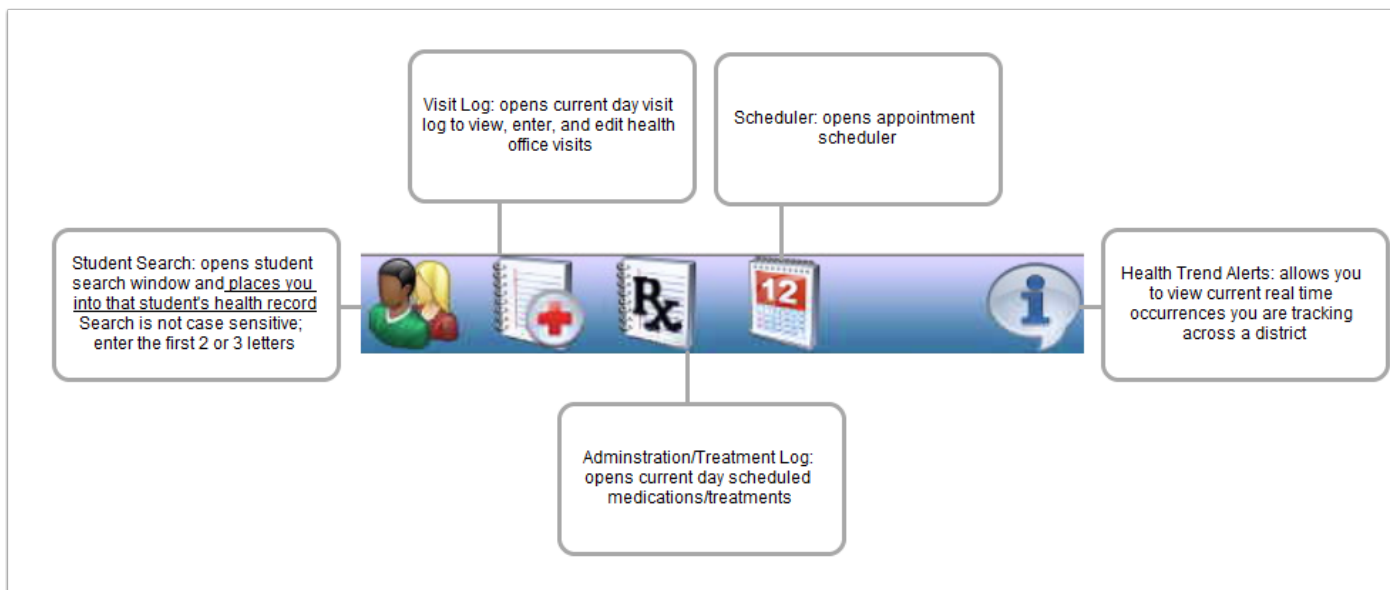 Visit Log: opens current day visit
log to view, enter, and edit health
office visits
Scheduler: opens appointment
scheduler
Student Search: opens student
search window and places you
into that student's health record
Search is not case sensitive;
enter the first 2 or 3 letters
Rx
12
Health Trend Alerts: allows you
to view current real time
occurrences you are tracking
across a district
Adminstration/Treatment Log:
opens current day scheduled
medications/treatments